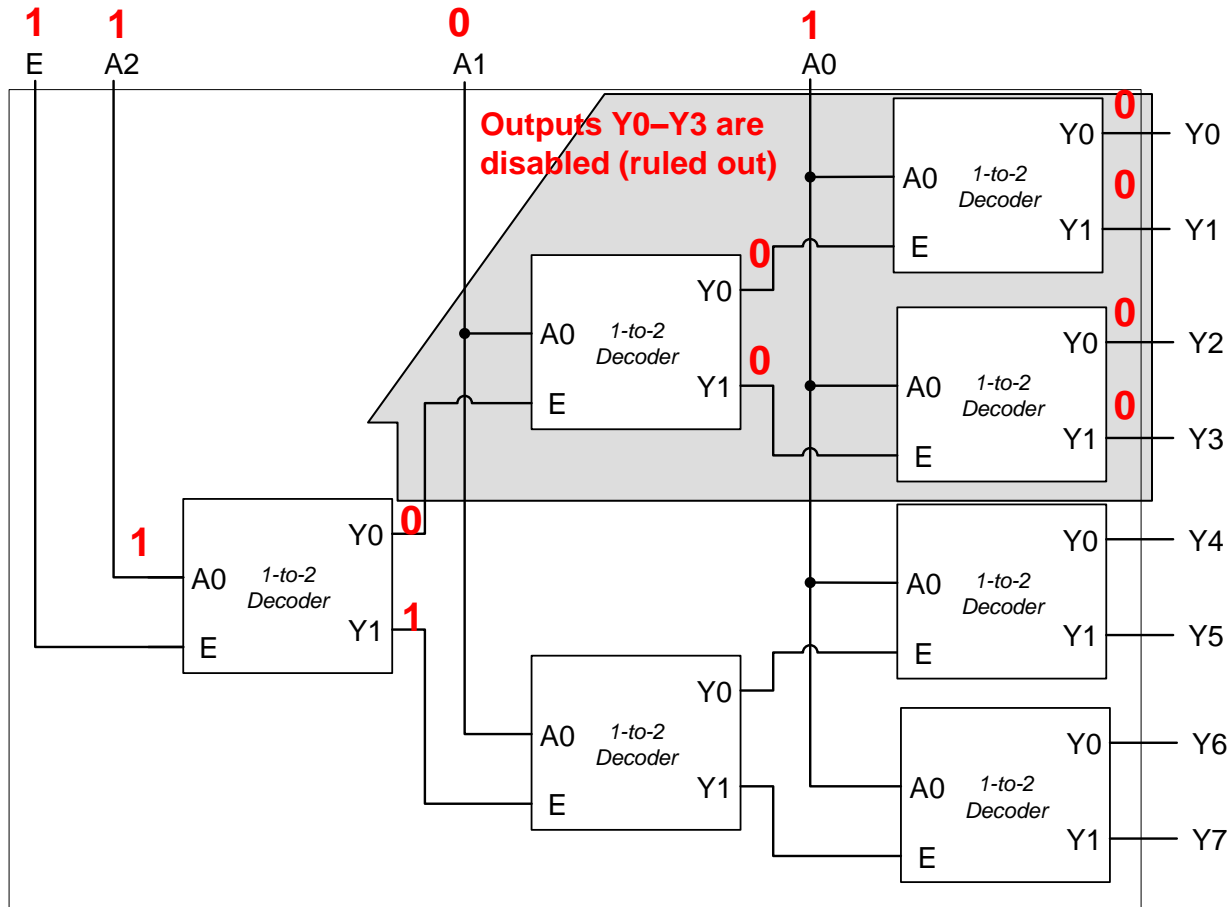 1 1 0 1
E A2 A1 A0
Outputs Y0–Y3 are
disabled (ruled out)
0
Y0 Y0
A0 1-to-2
Decoder
0
Y1 Y1
E
0
Y0
A0 1-to-2
Decoder
0
Y1
E
0
Y0 Y2
A0 1-to-2
Decoder
0
Y1 Y3
E
1
0
Y0
A0 1-to-2
Decoder
1
Y1
E
Y0 Y4
A0 1-to-2
Decoder
Y1 Y5
E
Y0
A0 1-to-2
Decoder
Y1
E
Y0 Y6
A0 1-to-2
Decoder
Y1 Y7
E